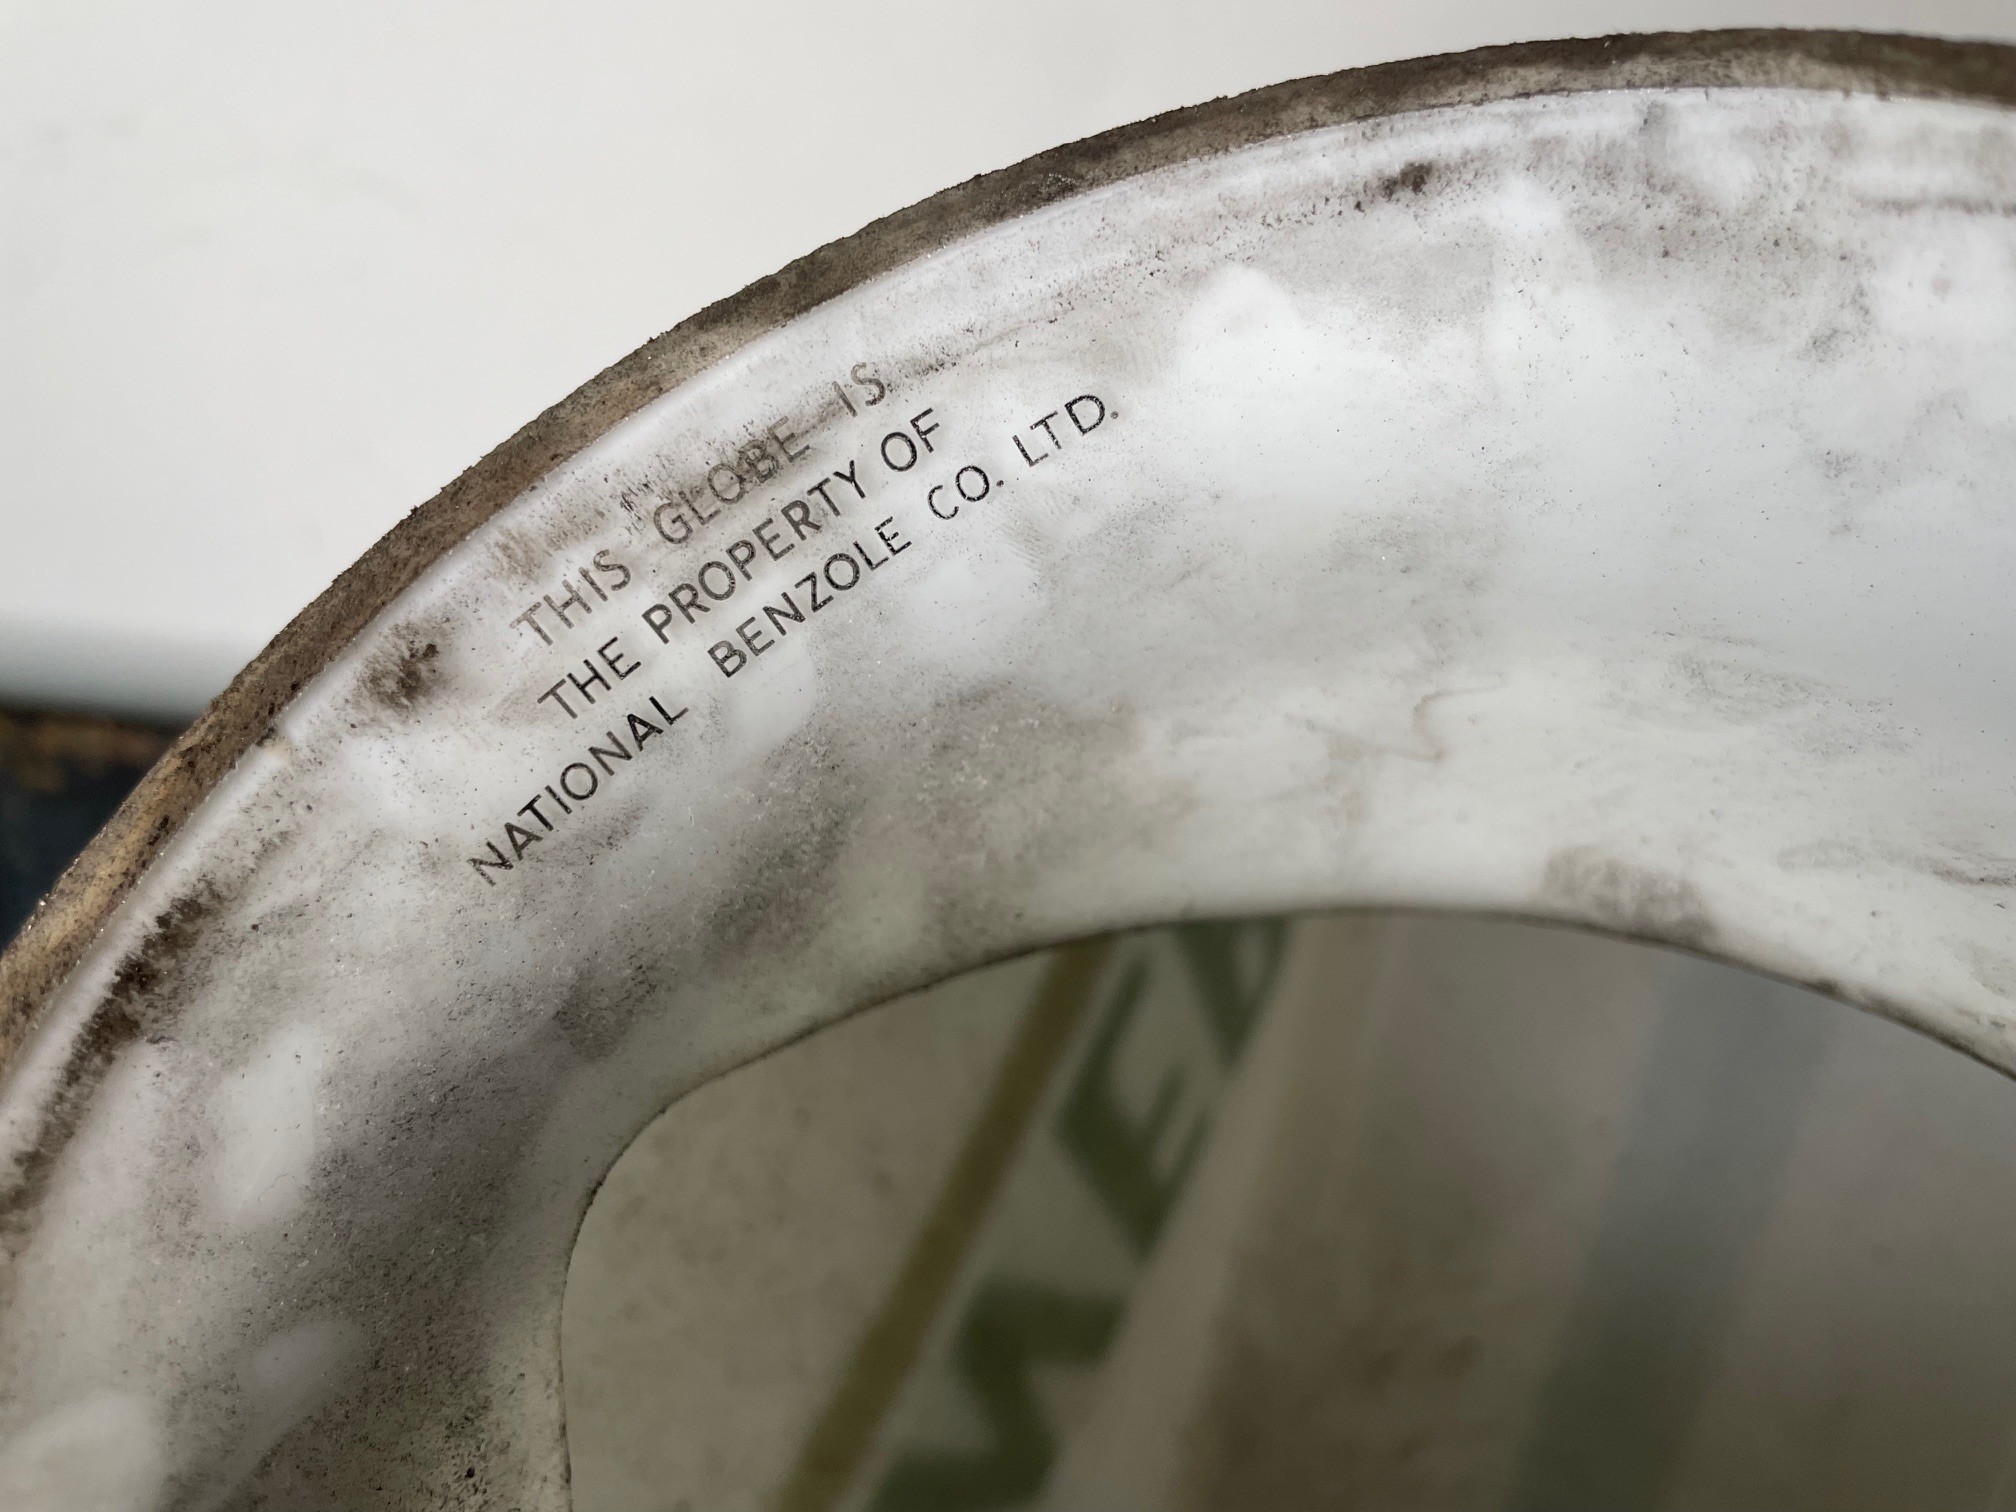 THIS GLOBE IS
THE PROPERTY OF
NATIONAL BENZOLE CO. LTD.